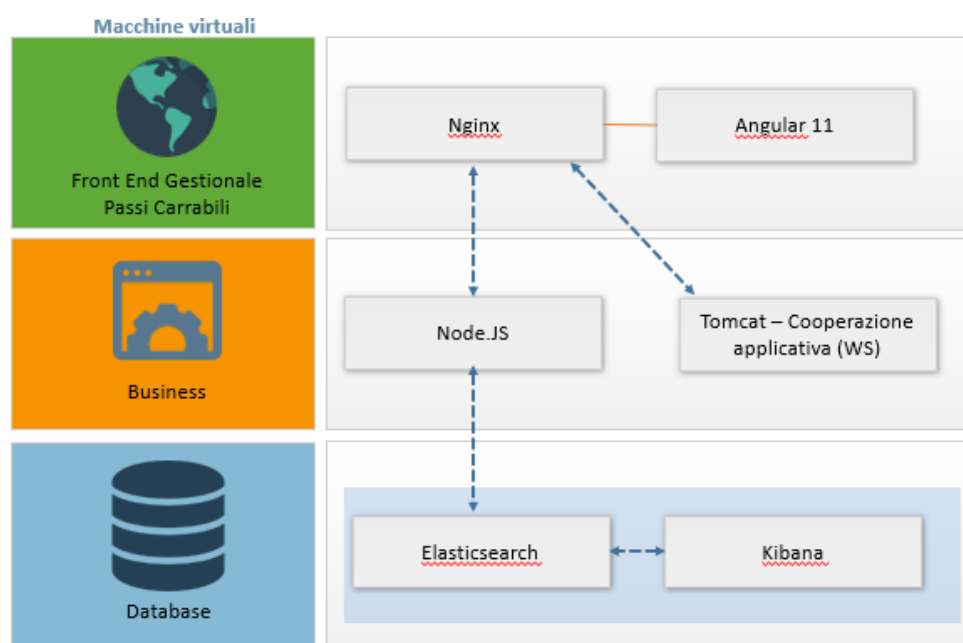 Macchine virtuali
Front End Gestionale
Passi Carrabili
Nginx
Angular 11
Business
Node.JS
Tomcat – Cooperazione
applicativa (WS)
Database
Elasticsearch
Kibana